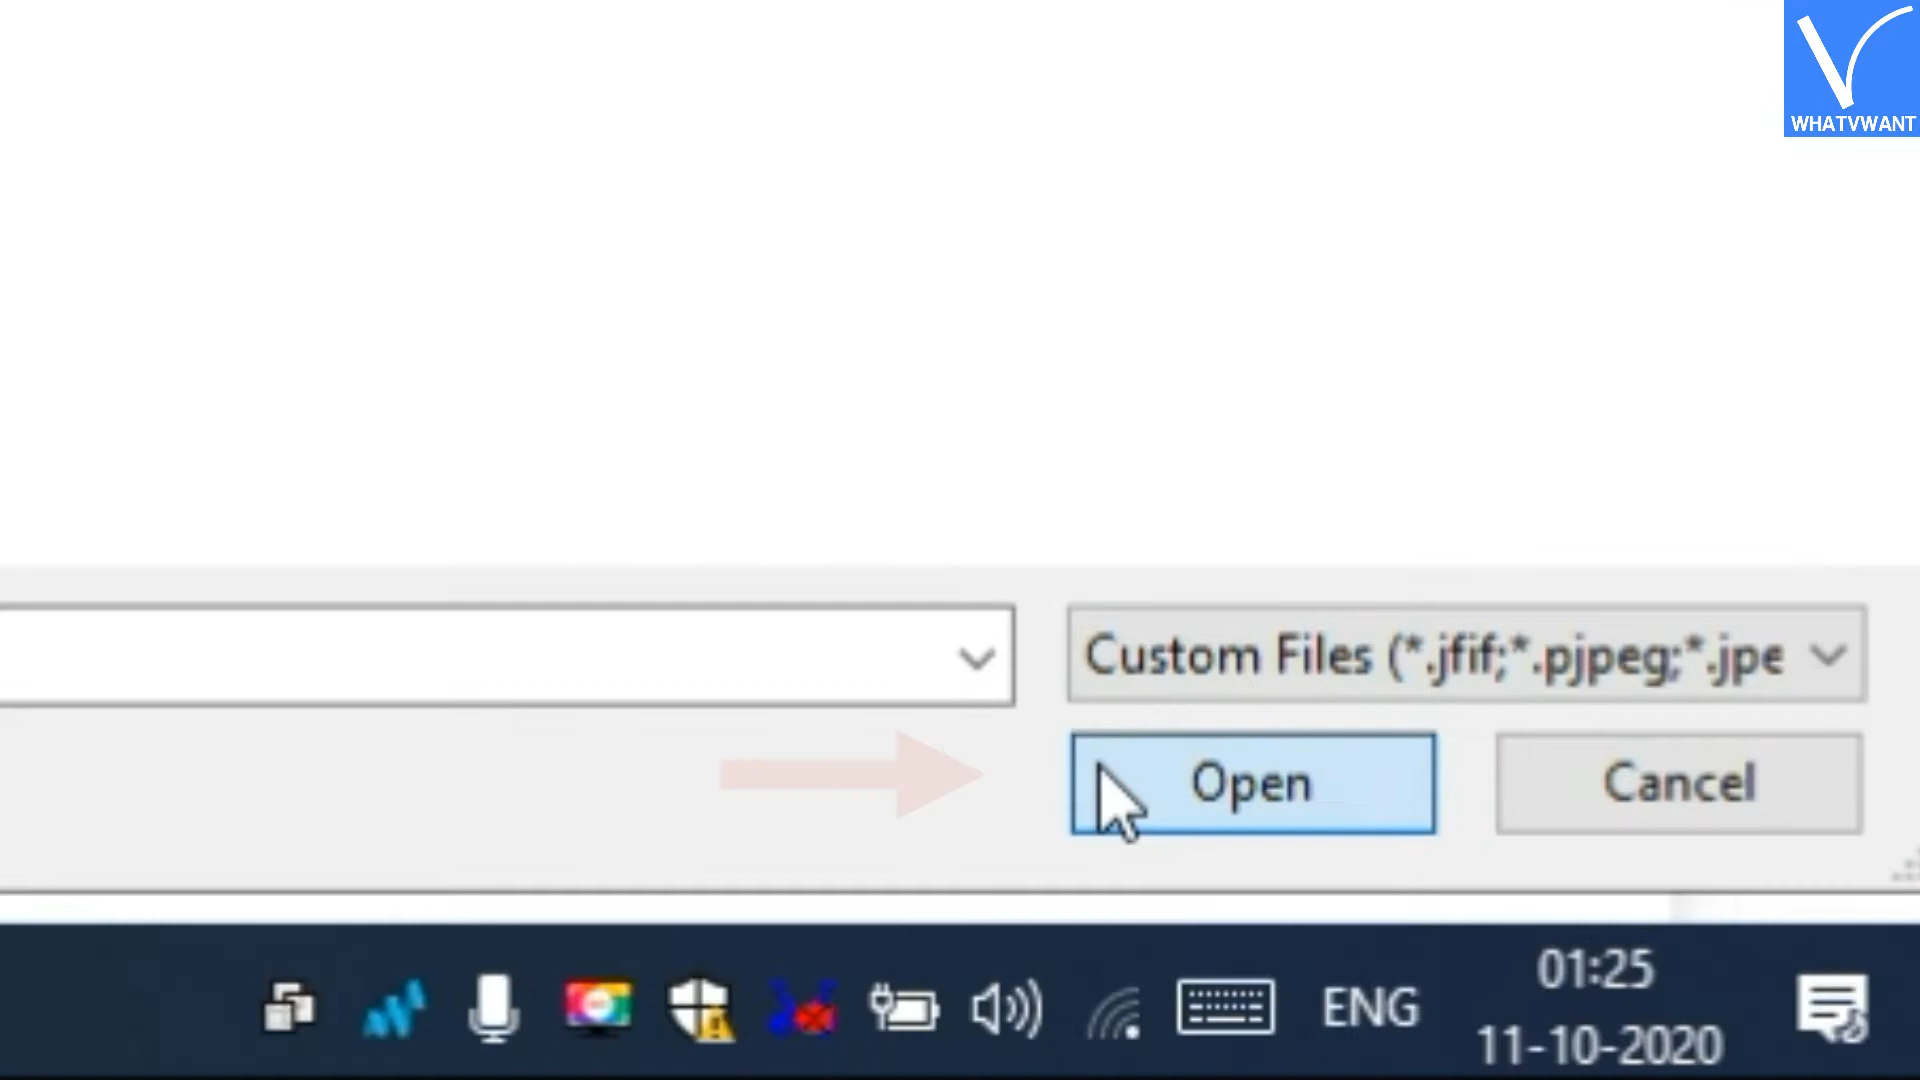 WHATVWANT
Custom Files (*.jfif;*.pjpeg;*.jpe
Open
Cancel
ENG
01:25
11-10-2020